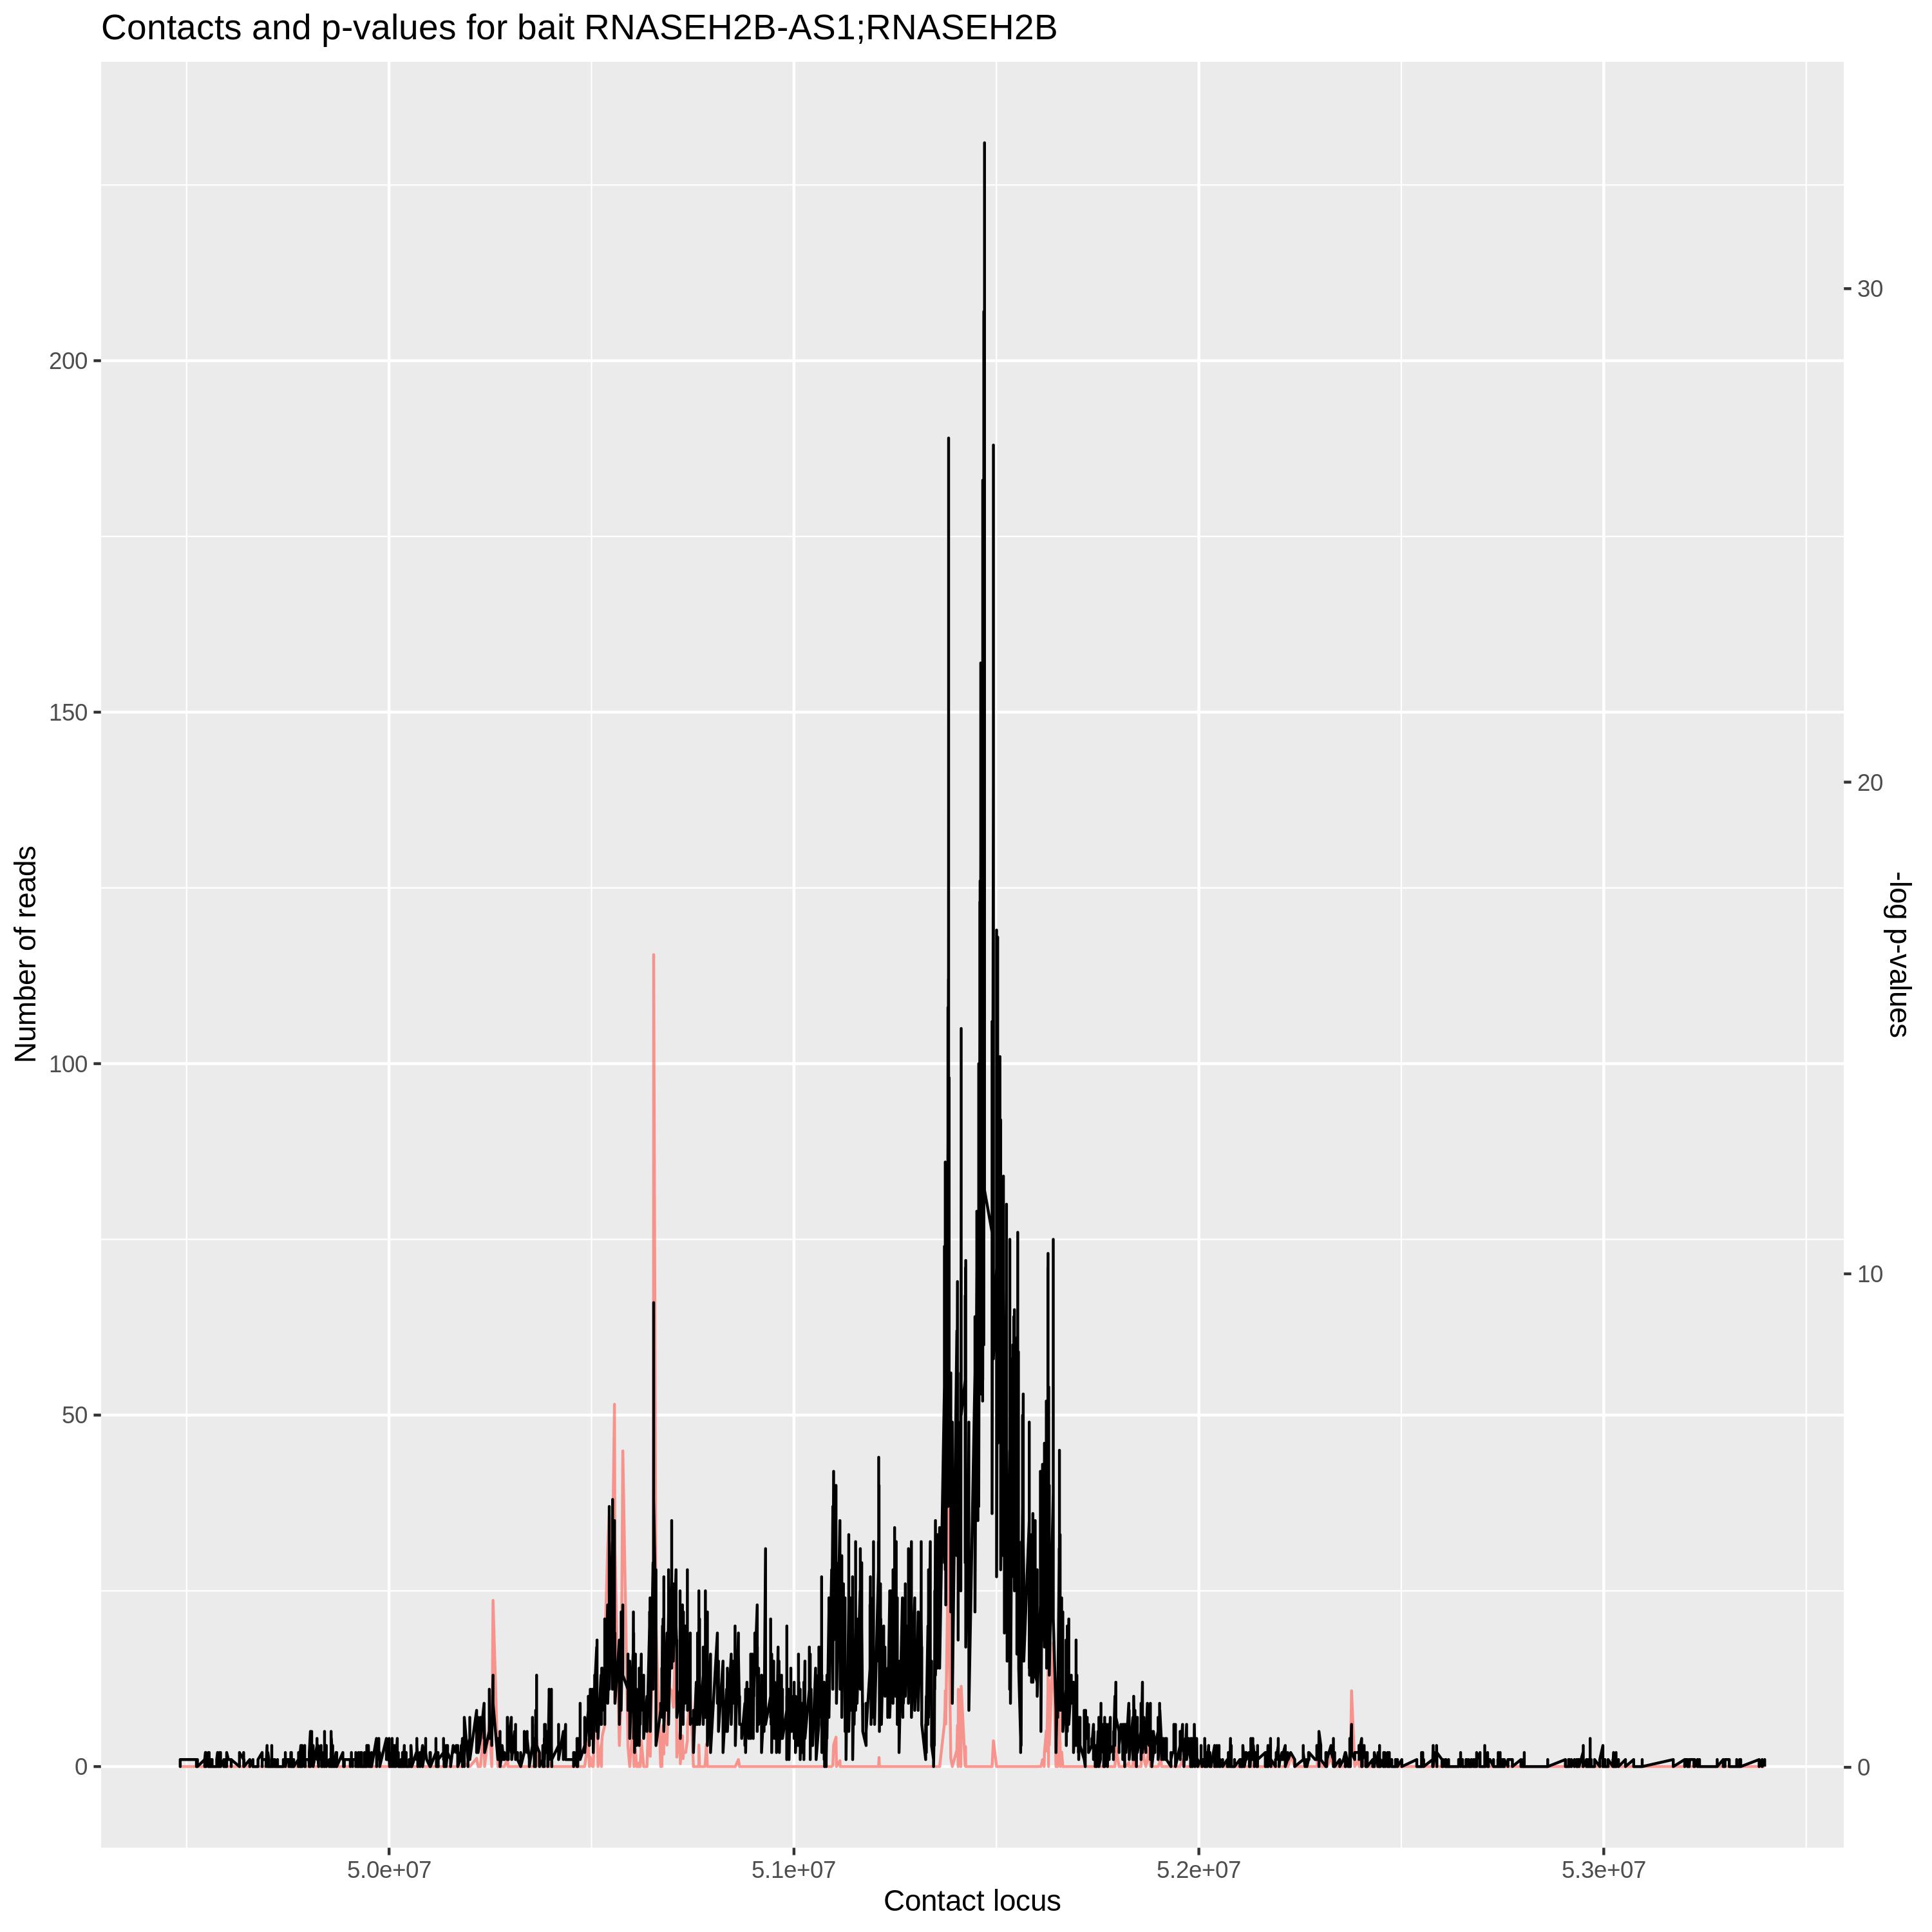 Contacts and p-values for bait RNASEH2B-AS1;RNASEH2B
200
150
100
50
0
Number of reads
30
20
10
0
-log p-values
5.0e+07
5.1e+07
5.2e+07
5.3e+07
Contact locus